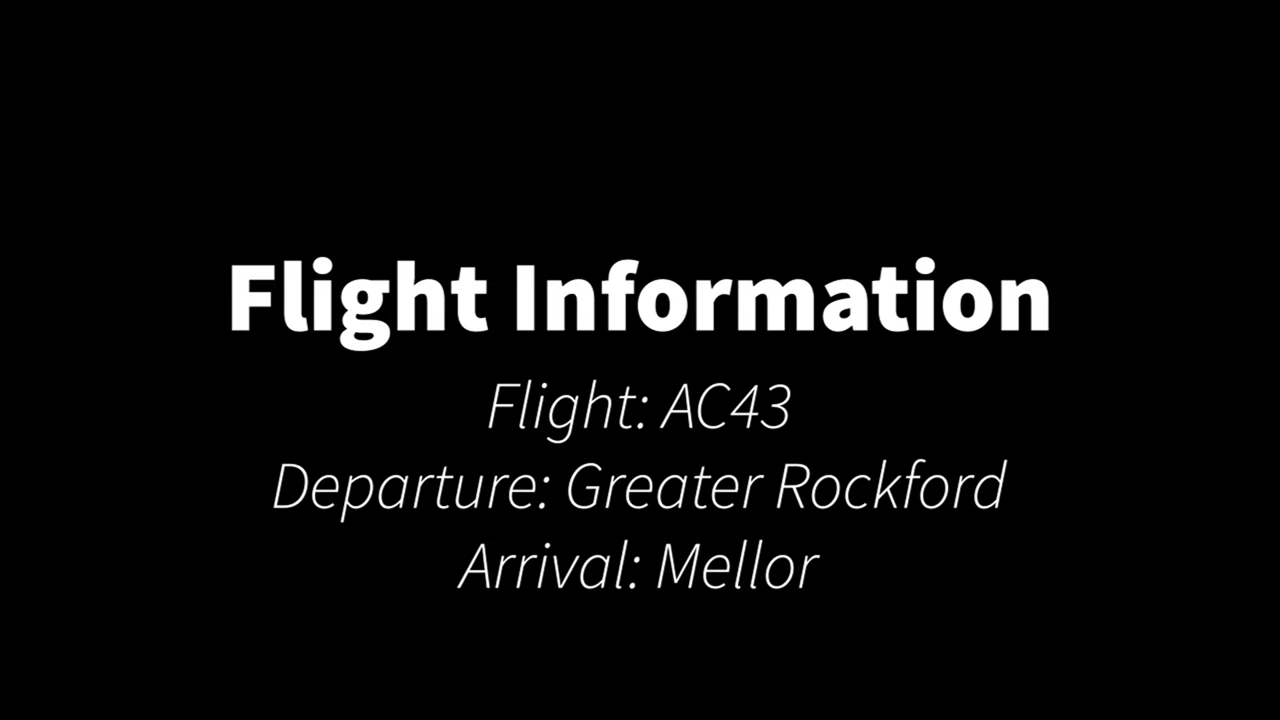 Flight Information
Flight: AC43
Departure: Greater Rockford
Arrival: Mellor